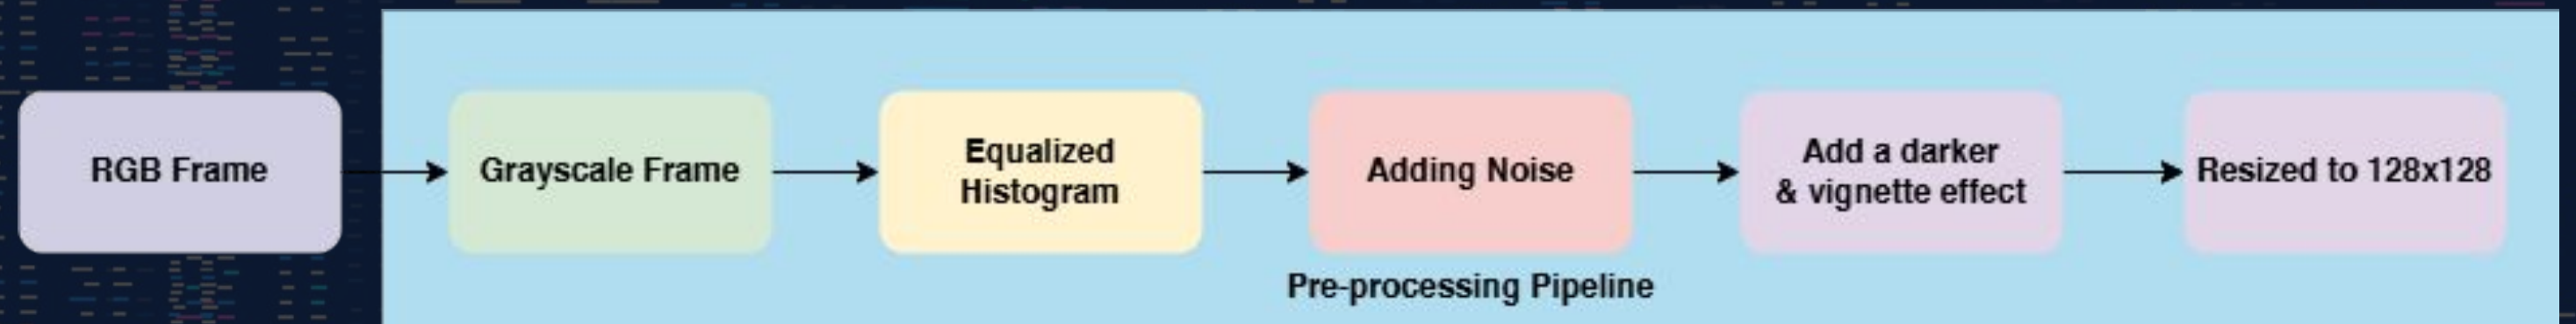 RGB Frame
Grayscale Frame
Equalized
Histogram
Adding Noise
Add a darker
& vignette effect
Resized to 128x128
Pre-processing Pipeline